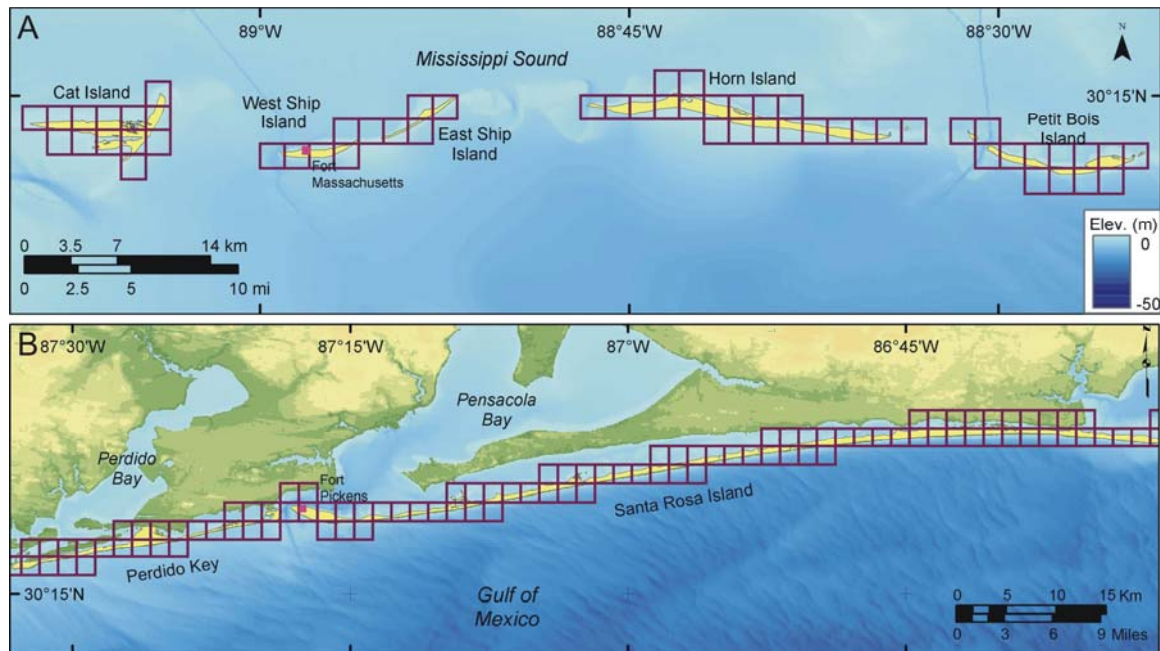 A
89°W
88°45'W
88°30'W
N
Mississippi Sound
Cat Island
Horn Island
30°15'N
West Ship
Island
East Ship
Island
Petit Bois
Island
Fort
Massachusetts
0 3.5 7 14 km
0 2.5 5 10 mi
Elev. (m)
0
-50
B
87°30'W
87°15'W
87°W
86°45'W
Pensacola
Bay
Perdido
Bay
Fort
Pickens
Santa Rosa Island
Perdido Key
30°15'N
Gulf of
Mexico
0 5 10 15 Km
0 3 6 9 Miles